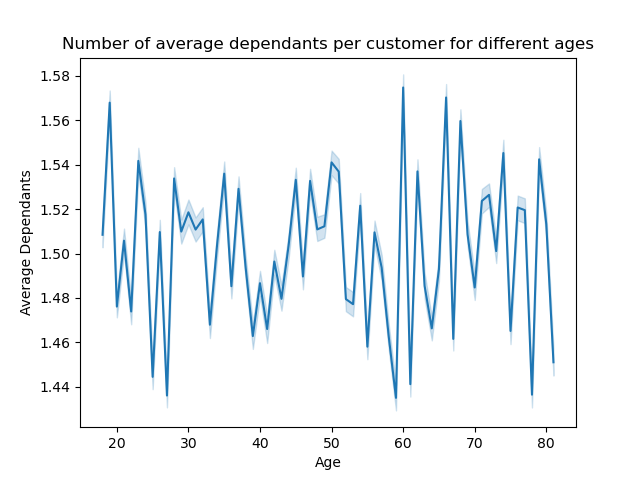 Number of average dependants per customer for different ages
1.58
1.56
1.54
1.52
1.50
1.48
1.46
1.44
Average Dependants
20 30 40 50 60 70 80
Age